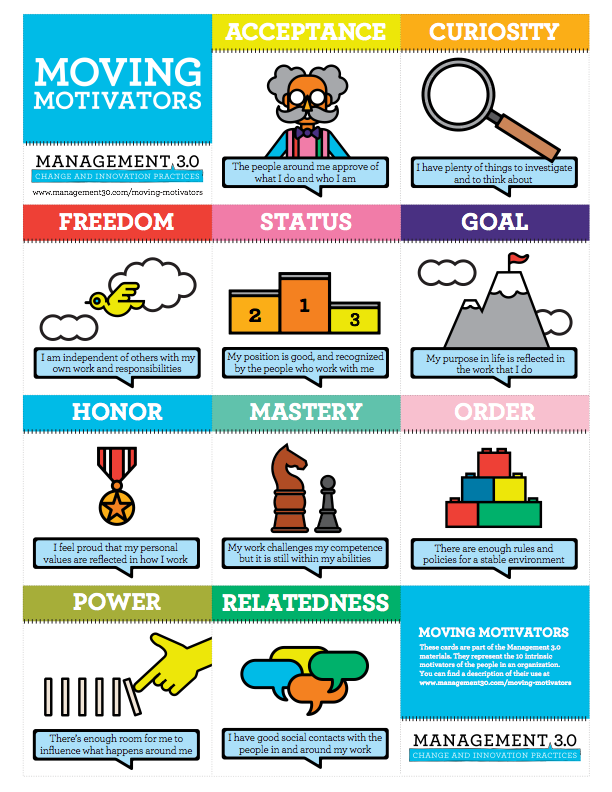 MOVING
MOTIVATORS
MANAGEMENT 3.0
CHANGE AND INNOVATION PRACTICES
www.management30.com/moving-motivators
ACCEPTANCE
The people around me approve of
what I do and who I am
CURIOSITY
I have plenty of things to investigate
and to think about
FREEDOM
I am independent of others with my
own work and responsibilities
STATUS
2
1
3
My position is good, and recognized
by the people who work with me
GOAL
My purpose in life is reflected in
the work that I do
HONOR
I feel proud that my personal
values are reflected in how I work
MASTERY
My work challenges my competence
but it is still within my abilities
ORDER
There are enough rules and
policies for a stable environment
POWER
There's enough room for me to
influence what happens around me
RELATEDNESS
I have good social contacts with the
people in and around my work
MOVING MOTIVATORS
These cards are part of the Management 3.0
materials. They represent the 10 intrinsic
motivators of the people in an organization.
You can find a description of their use at
www.management30.com/moving-motivators
MANAGEMENT 3.0
CHANGE AND INNOVATION PRACTICES